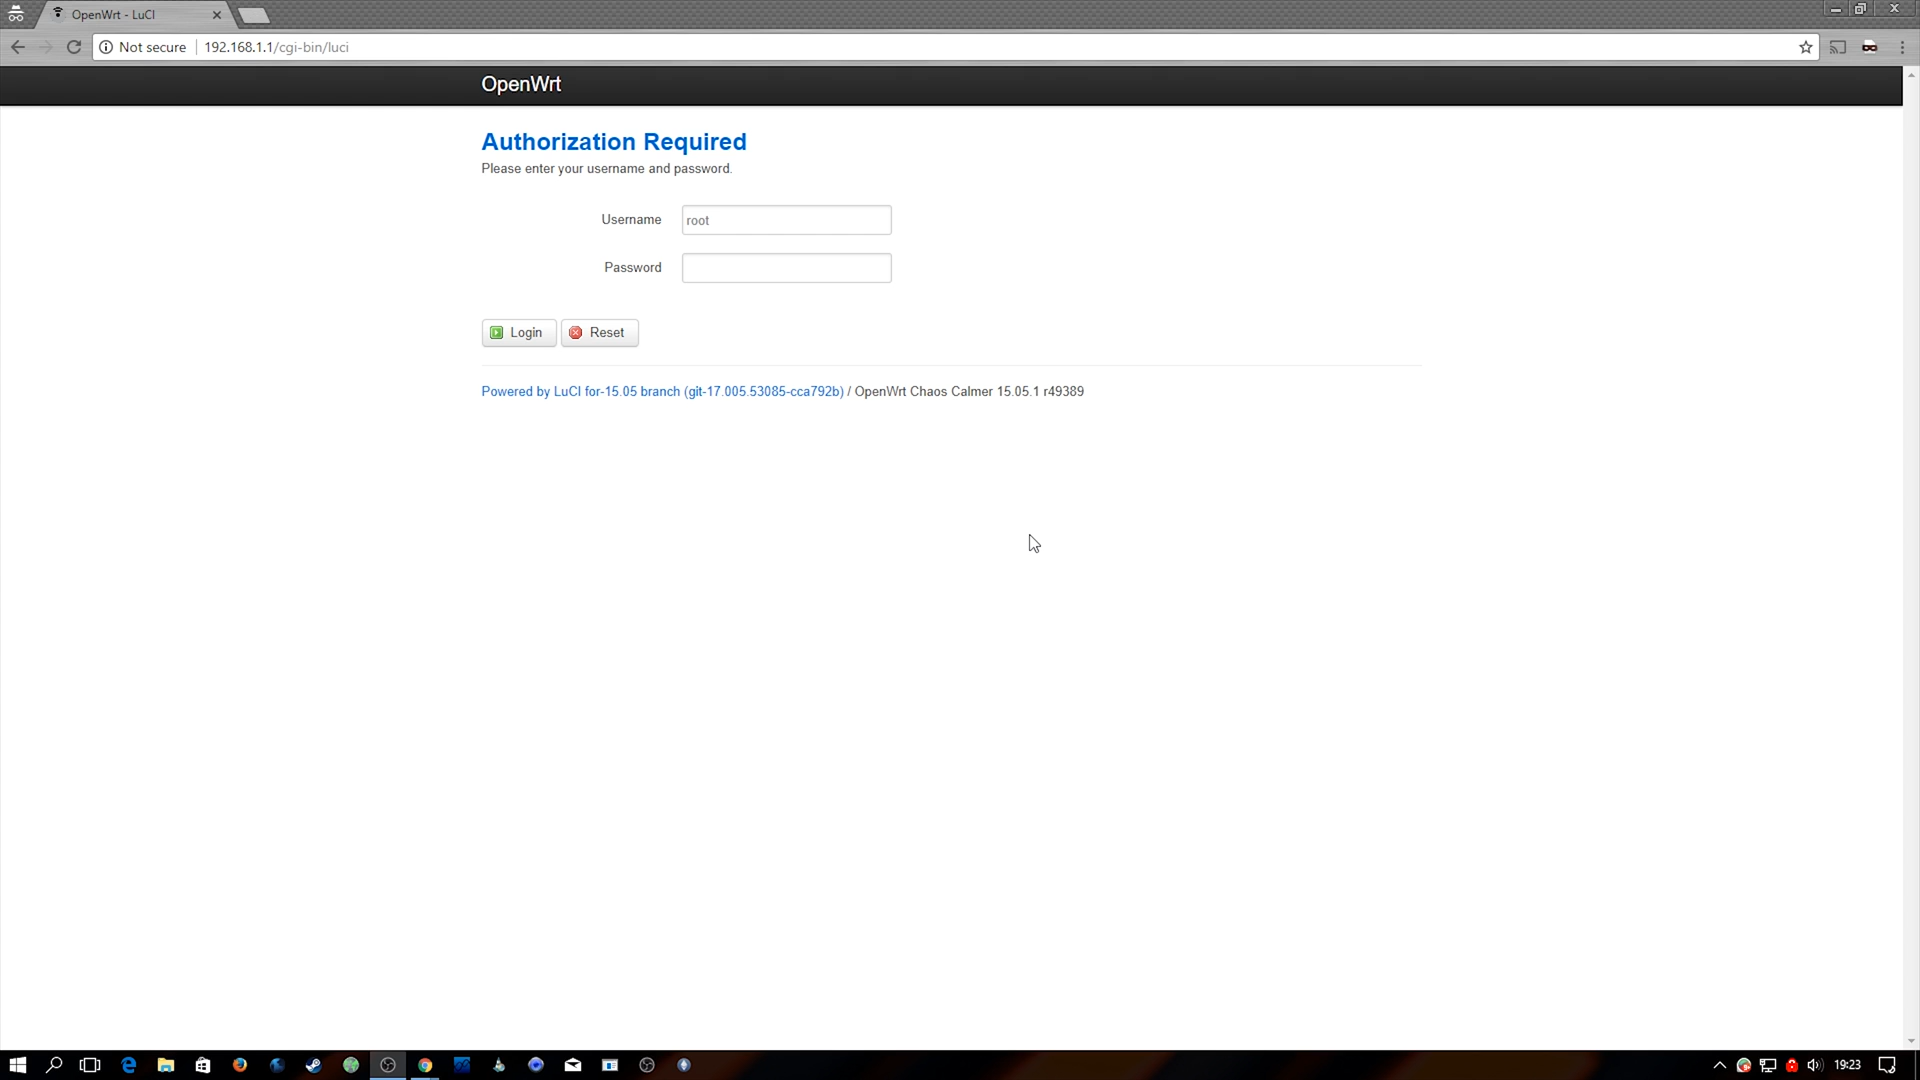 OpenWrt - LuCI
Not secure 192.168.1.1/cgi-bin/luci
OpenWrt
Authorization Required
Please enter your username and password.
Username root
Password
Login Reset
Powered by LuCI for-15.05 branch (git-17.005.53085-cca792b) / OpenWrt Chaos Calmer 15.05.1 r49389
19:23